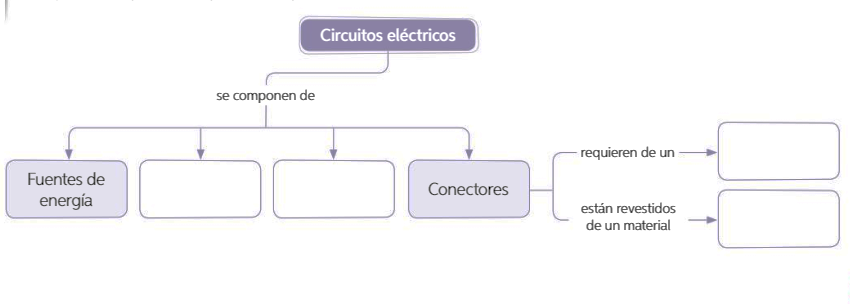 Circuitos eléctricos
se componen de
Fuentes de
energía
Conectores
requieren de un
están revestidos
de un material